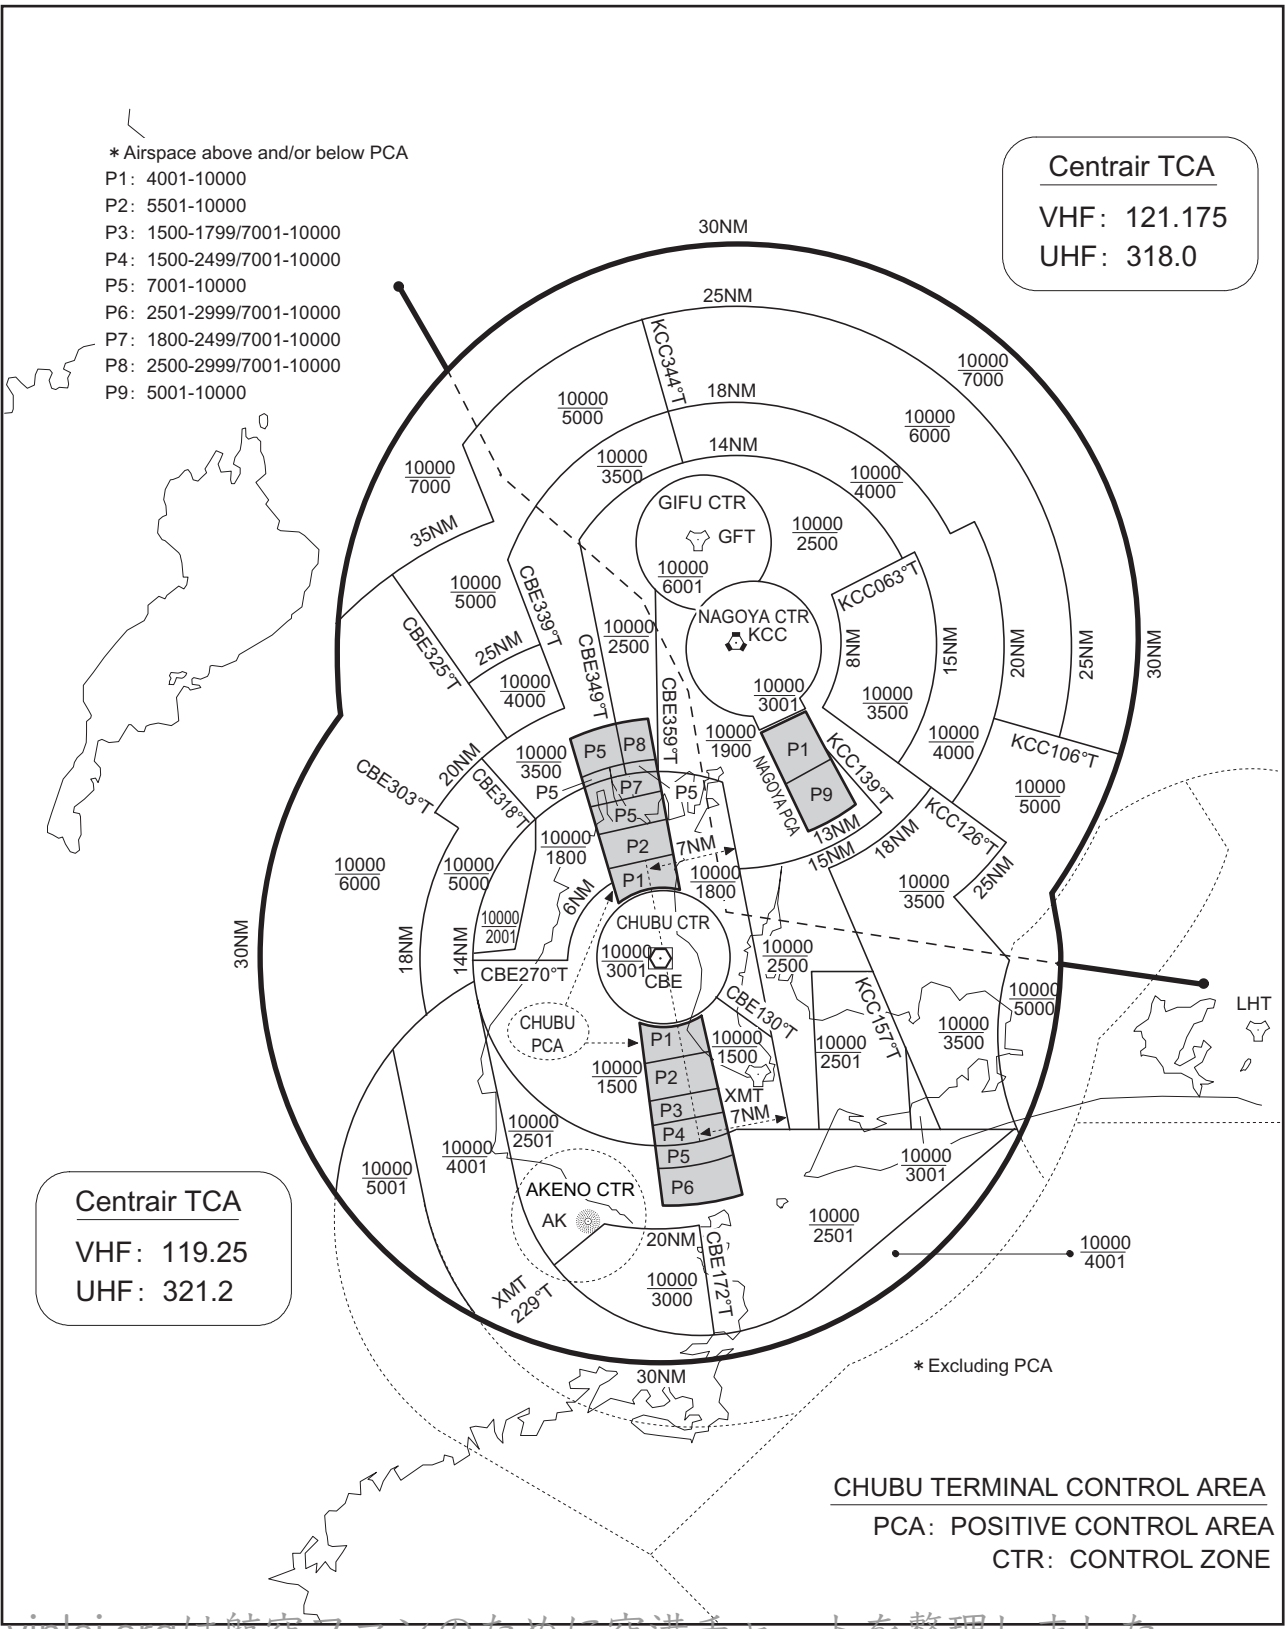 * Airspace above and/or below PCA
P1: 4001-10000
P2: 5501-10000
P3: 1500-1799/7001-10000
P4: 1500-2499/7001-10000
P5: 7001-10000
P6: 2501-2999/7001-10000
P7: 1800-2499/7001-10000
P8: 2500-2999/7001-10000
P9: 5001-10000
Centrair TCA
VHF: 121.175
UHF: 318.0
30NM
25NM
KCC344°T
10000
7000
10000
5000
18NM
10000
6000
14NM
10000
3500
10000
7000
10000
4000
GIFU CTR
GFT
35NM
10000
2500
10000
6001
KCC063°T
10000
5000
CBE339°T
NAGOYA CTR
KCC
10000
2500
CBE325°T
25NM
CBE349°T
8NM
15NM
20NM
25NM
30NM
10000
4000
CBE359°T
10000
3001
10000
3500
10000
1900
10000
4000
KCC106°T
P5
P8
P1
KCC139°T
20NM
10000
3500
CBE303°T
CBE318°T
P5
P7
P5
NAGOYA PCA
P9
10000
5000
KCC126°T
P5
13NM
15NM
18NM
10000
1800
P2
7NM
10000
6000
10000
5000
P1
10000
1800
25NM
10000
3500
6NM
10000
2001
CHUBU CTR
30NM
18NM
14NM
10000
3001
CBE
10000
2500
CBE270°T
10000
5000
LHT
CHUBU
PCA
CBE130°T
KCC157°T
P1
10000
1500
10000
2501
10000
3500
10000
1500
P2
XMT
P3
7NM
P4
10000
2501
10000
4001
P5
10000
3001
10000
5001
P6
AKENO CTR
AK
10000
2501
20NM
CBE172°T
10000
4001
Centrair TCA
VHF: 119.25
UHF: 321.2
10000
3000
XMT
229°T
30NM
* Excluding PCA
CHUBU TERMINAL CONTROL AREA
PCA: POSITIVE CONTROL AREA
CTR: CONTROL ZONE